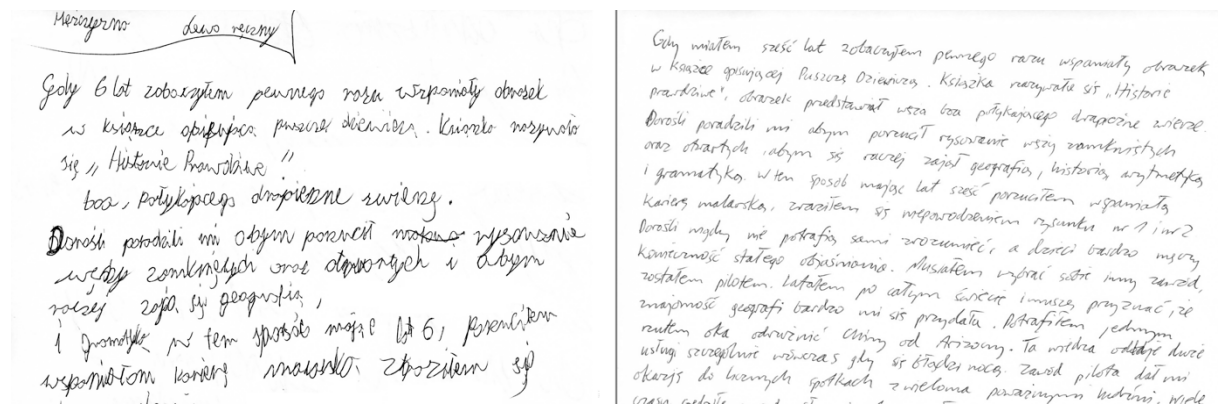 Mężczyzna lewo ręczny
Gdy 6 lat zobaczyłem pewnego razu wspaniały obrazek
w książce opisującą puszczę dziewiczą. Książka nazywała
się „Historie Prawdziwe"
boa, połykającego drapieżne zwierzę.
Dorośli poradzili mi abym porzucił rysowanie
węży zamkniętych oraz otwartych i abym
raczej zajął się geografią,
i gramatyką w tem sposób mając lat 6, porzuciłem
wspaniałom karierę malarską. zraziłem się
Gdy miałem sześć lat zobaczyłem pewnego razu wspaniały obrazek
w książce opisującej Puszczę Dziewiczą. Książka nazywała się „Historie
prawdziwe", obrazek przedstawiał węża boa połykającego drapieżne zwierzę.
Dorośli poradzili mi abym porzucił rysowanie węży zamkniętych
oraz otwartych i abym się raczej zajął geografią, historią, arytmetyką
i gramatyką. W ten sposób mając lat sześć porzuciłem wspaniałą
karierę malarską, zraziłem się niepowodzeniem rysunku nr 1 i nr 2
Dorośli nigdy nie potrafią sami zrozumieć, a dzieci bardzo męczy
konieczność stałego objaśniania. Musiałem wybrać sobie inny zawód,
zostałem pilotem. Latałem po całym świecie i muszę przyznać, że
znajomość geografi bardzo mi się przydała. Potrafiłem jednym
rzutem oka odróżnić Chiny od Arizony. Ta wiedza oddaje duże
usługi szczególnie wówczas gdy się błądzi nocą. Zawód pilota dał mi
okazję do licznych spotkach z wieloma poważnymi ludźmi. Wiele